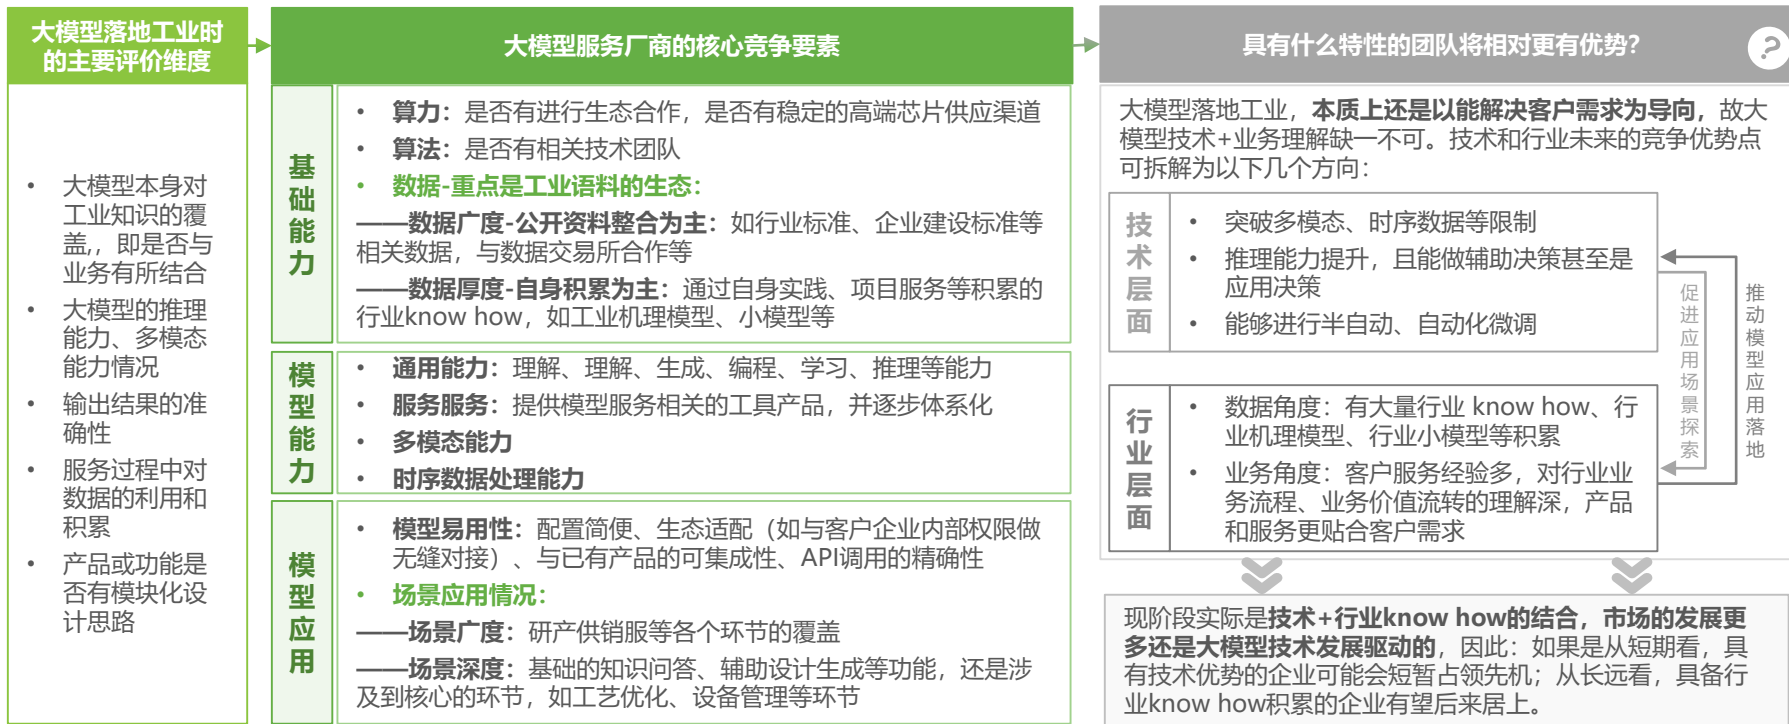 大模型落地工业时
的主要评价维度
• 大模型本身对
工业知识的覆
盖,，即是否与
业务有所结合
• 大模型的推理
能力、多模态
能力情况
• 输出结果的准
确性
• 服务过程中对
数据的利用和
积累
• 产品或功能是
否有模块化设
计思路
大模型服务厂商的核心竞争要素
基础能力
• 算力：是否有进行生态合作，是否有稳定的高端芯片供应渠道
• 算法：是否有相关技术团队
• 数据-重点是工业语料的生态：
——数据广度-公开资料整合为主：如行业标准、企业建设标准等
相关数据，与数据交易所合作等
——数据厚度-自身积累为主：通过自身实践、项目服务等积累的
行业know how，如工业机理模型、小模型等
模型能力
• 通用能力：理解、理解、生成、编程、学习、推理等能力
• 服务服务：提供模型服务相关的工具产品，并逐步体系化
• 多模态能力
• 时序数据处理能力
模型应用
• 模型易用性：配置简便、生态适配（如与客户企业内部权限做
无缝对接）、与已有产品的可集成性、API调用的精确性
• 场景应用情况：
——场景广度：研产供销服等各个环节的覆盖
——场景深度：基础的知识问答、辅助设计生成等功能，还是涉
及到核心的环节，如工艺优化、设备管理等环节
具有什么特性的团队将相对更有优势？
?
大模型落地工业，本质上还是以能解决客户需求为导向，故大
模型技术+业务理解缺一不可。技术和行业未来的竞争优势点
可拆解为以下几个方向：
技术层面
• 突破多模态、时序数据等限制
• 推理能力提升，且能做辅助决策甚至是
应用决策
• 能够进行半自动、自动化微调
行业层面
• 数据角度：有大量行业 know how、行
业机理模型、行业小模型等积累
• 业务角度：客户服务经验多，对行业业
务流程、业务价值流转的理解深，产品
和服务更贴合客户需求
促进应用场景探索
推动模型应用落地
现阶段实际是技术+行业know how的结合，市场的发展更
多还是大模型技术发展驱动的，因此：如果是从短期看，具
有技术优势的企业可能会短暂占领先机；从长远看，具备行
业know how积累的企业有望后来居上。